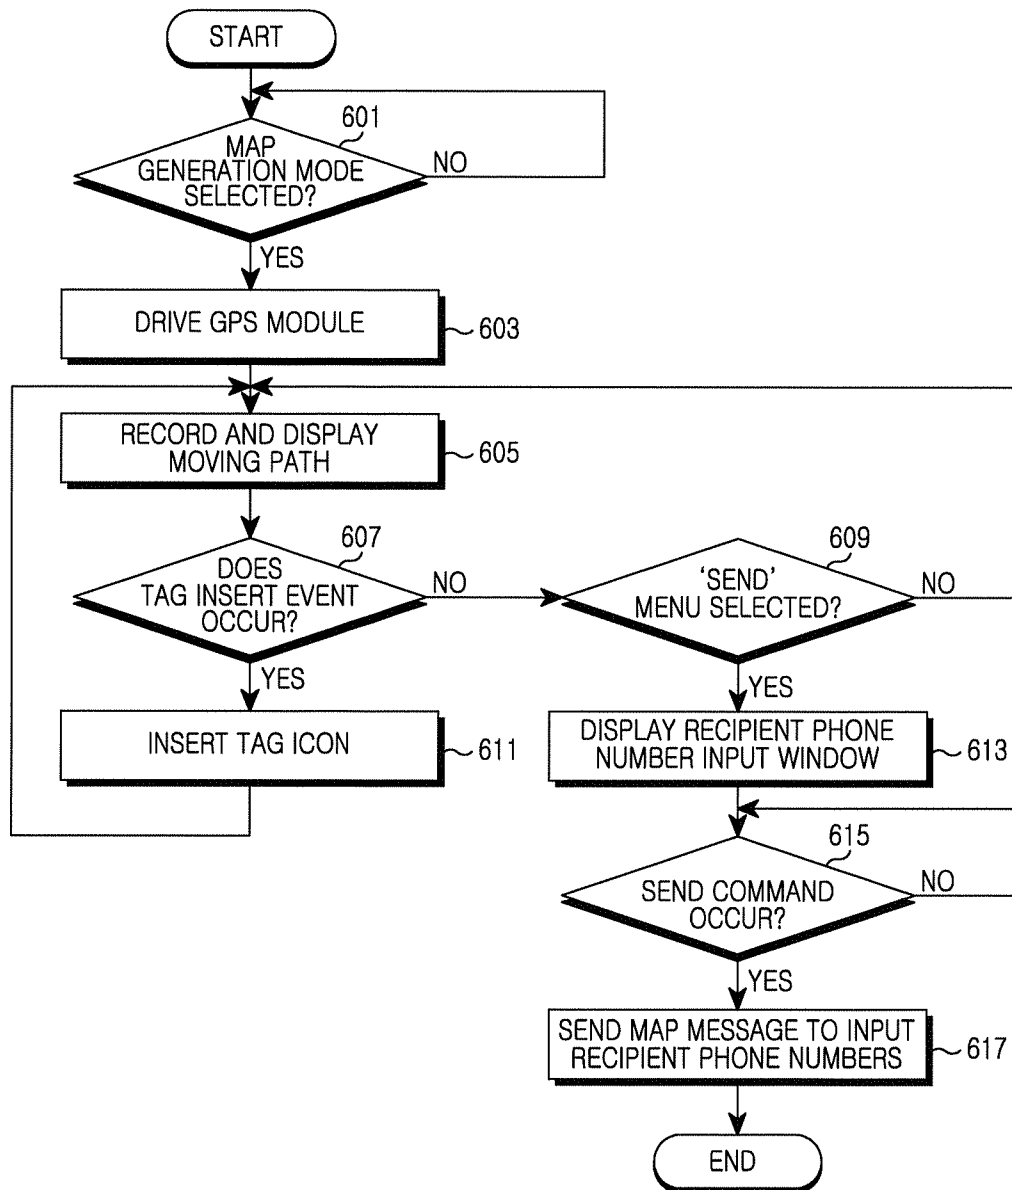 START
601
MAP
GENERATION MODE
SELECTED?
NO
YES
DRIVE GPS MODULE
603
RECORD AND DISPLAY
MOVING PATH
605
607
DOES
TAG INSERT EVENT
OCCUR?
NO
YES
609
'SEND'
MENU SELECTED?
NO
YES
INSERT TAG ICON
611
DISPLAY RECIPIENT PHONE
NUMBER INPUT WINDOW
613
615
SEND COMMAND
OCCUR?
NO
YES
SEND MAP MESSAGE TO INPUT
RECIPIENT PHONE NUMBERS
617
END